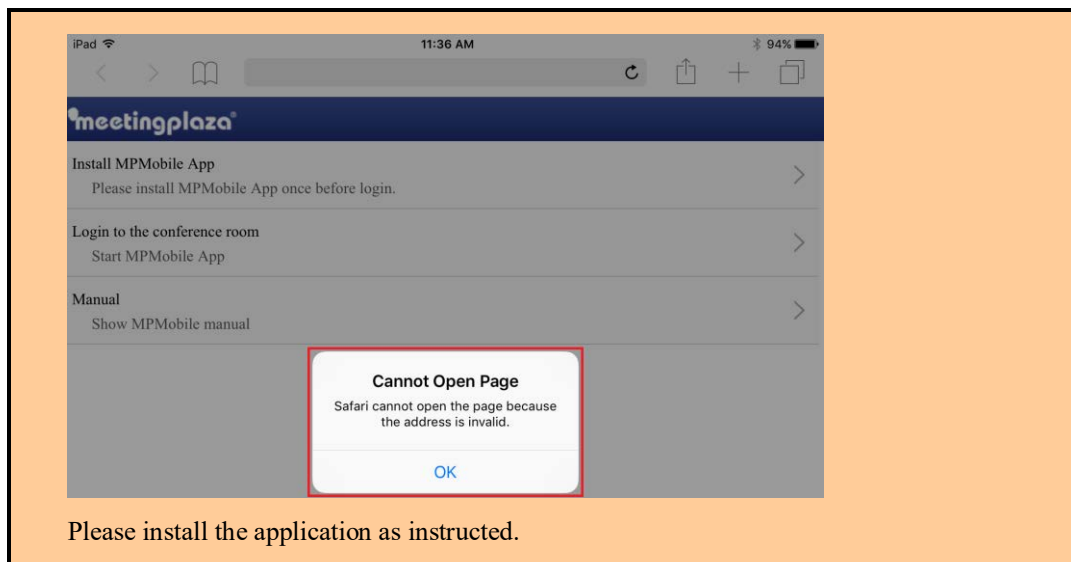 iPad 11:36 AM 94%
meetingplaza®
Install MPMobile App
Please install MPMobile App once before login.
Login to the conference room
Start MPMobile App
Manual
Show MPMobile manual
Cannot Open Page
Safari cannot open the page because
the address is invalid.
OK
Please install the application as instructed.